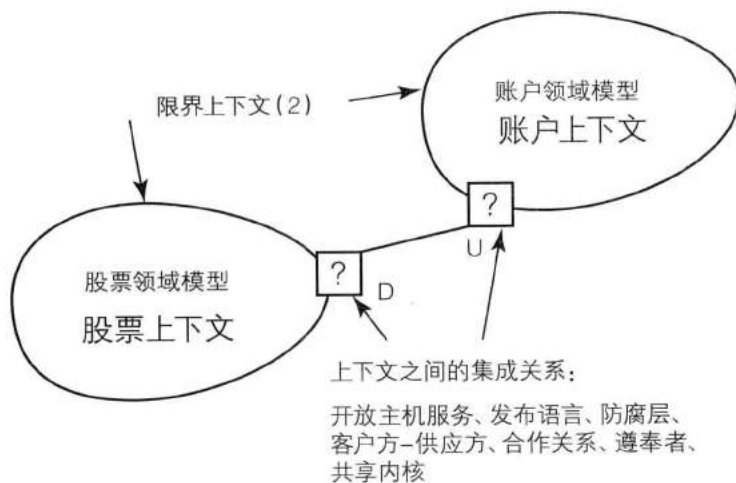 限界上下文(2)
账户领域模型
账户上下文
?
U
?
D
股票领域模型
股票上下文
上下文之间的集成关系：
开放主机服务、发布语言、防腐层、
客户方-供应方、合作关系、遵奉者、
共享内核